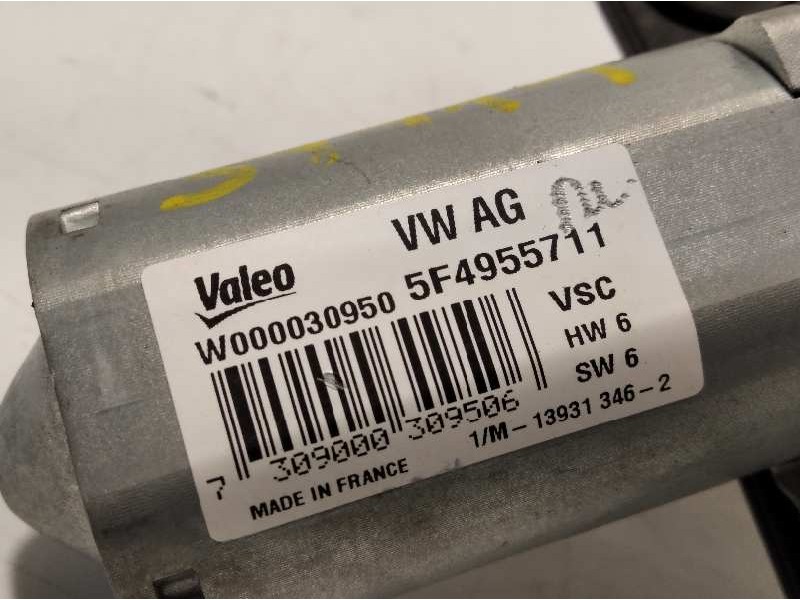 VW AG
Valeo
W000030950 5F4955711
VSC
HW 6
SW 6
7 309000 309506
1/M-13931 346-2
MADE IN FRANCE